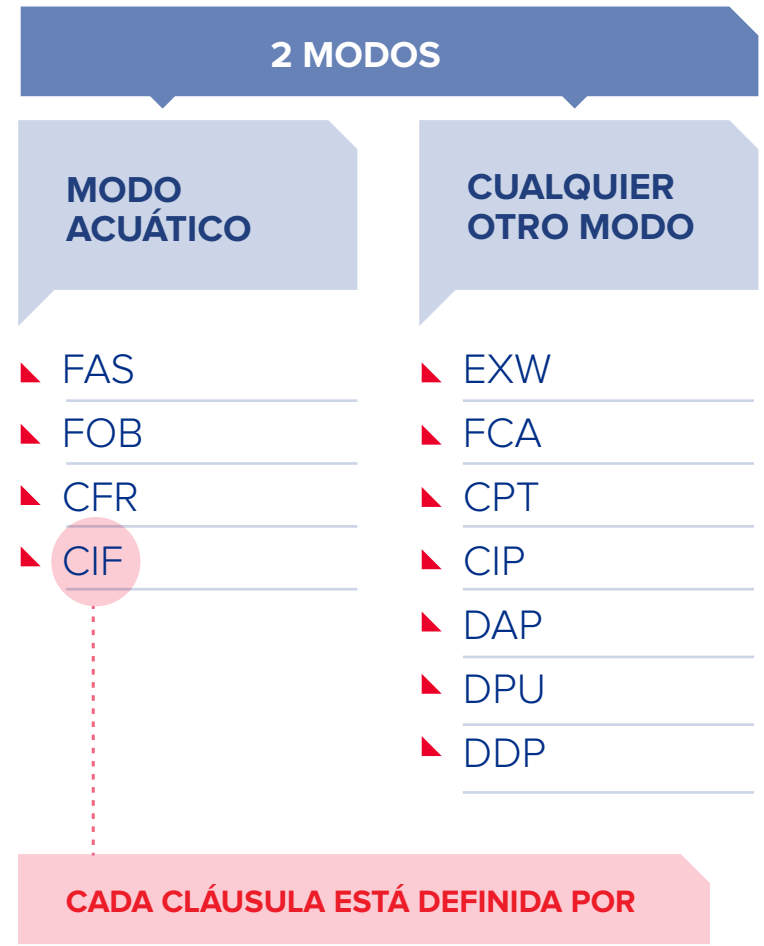 2 MODOS
MODO
ACUÁTICO
FAS
FOB
CFR
CIF
CUALQUIER
OTRO MODO
EXW
FCA
CPT
CIP
DAP
DPU
DDP
CADA CLÁUSULA ESTÁ DEFINIDA POR